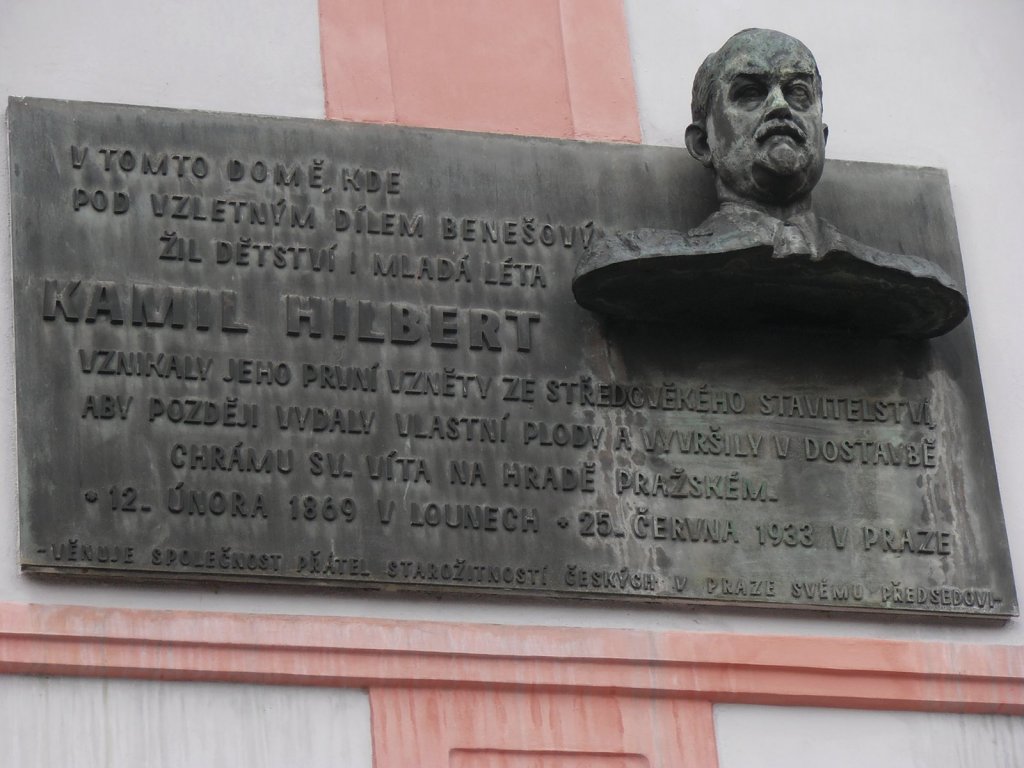 V TOMTO DOMĚ, KDE
POD VZLETNÝM DÍLEM BENEŠOVÝM
ŽIL DĚTSTVÍ I MLADÁ LÉTA
KAMIL HILBERT
VZNIKALY JEHO PRVNÍ VZNĚTY ZE STŘEDOVĚKÉHO STAVITELSTVÍ,
ABY POZDĚJI VYDALY VLASTNÍ PLODY A VYVRŠILY V DOSTAVBĚ
CHRÁMU SV. VÍTA NA HRADĚ PRAŽSKÉM.
* 12. ÚNORA 1869 V LOUNECH + 25. ČERVNA 1933 V PRAZE
-VĚNUJE SPOLEČNOST PŘÁTEL STAROŽITNOSTÍ ČESKÝCH V PRAZE SVÉMU PŘEDSEDOVI-